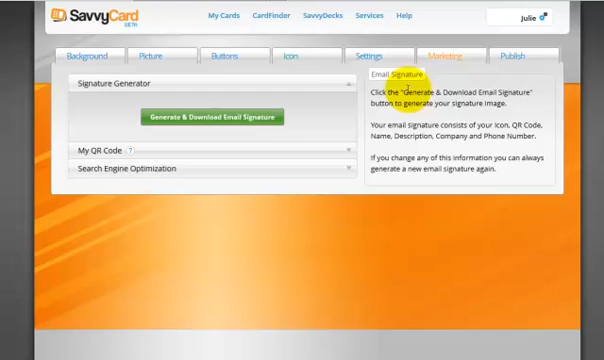 SavvyCard
BETA
My Cards CardFinder SavvyDecks Services Help
Julie
Background Picture Buttons Icon Settings Marketing Publish
Signature Generator
Generate & Download Email Signature
My QR Code ?
Search Engine Optimization
Email Signature
Click the "Generate & Download Email Signature"
button to generate your signature image.
Your email signature consists of your Icon, QR Code,
Name, Description, Company and Phone Number.
If you change any of this information you can always
generate a new email signature again.